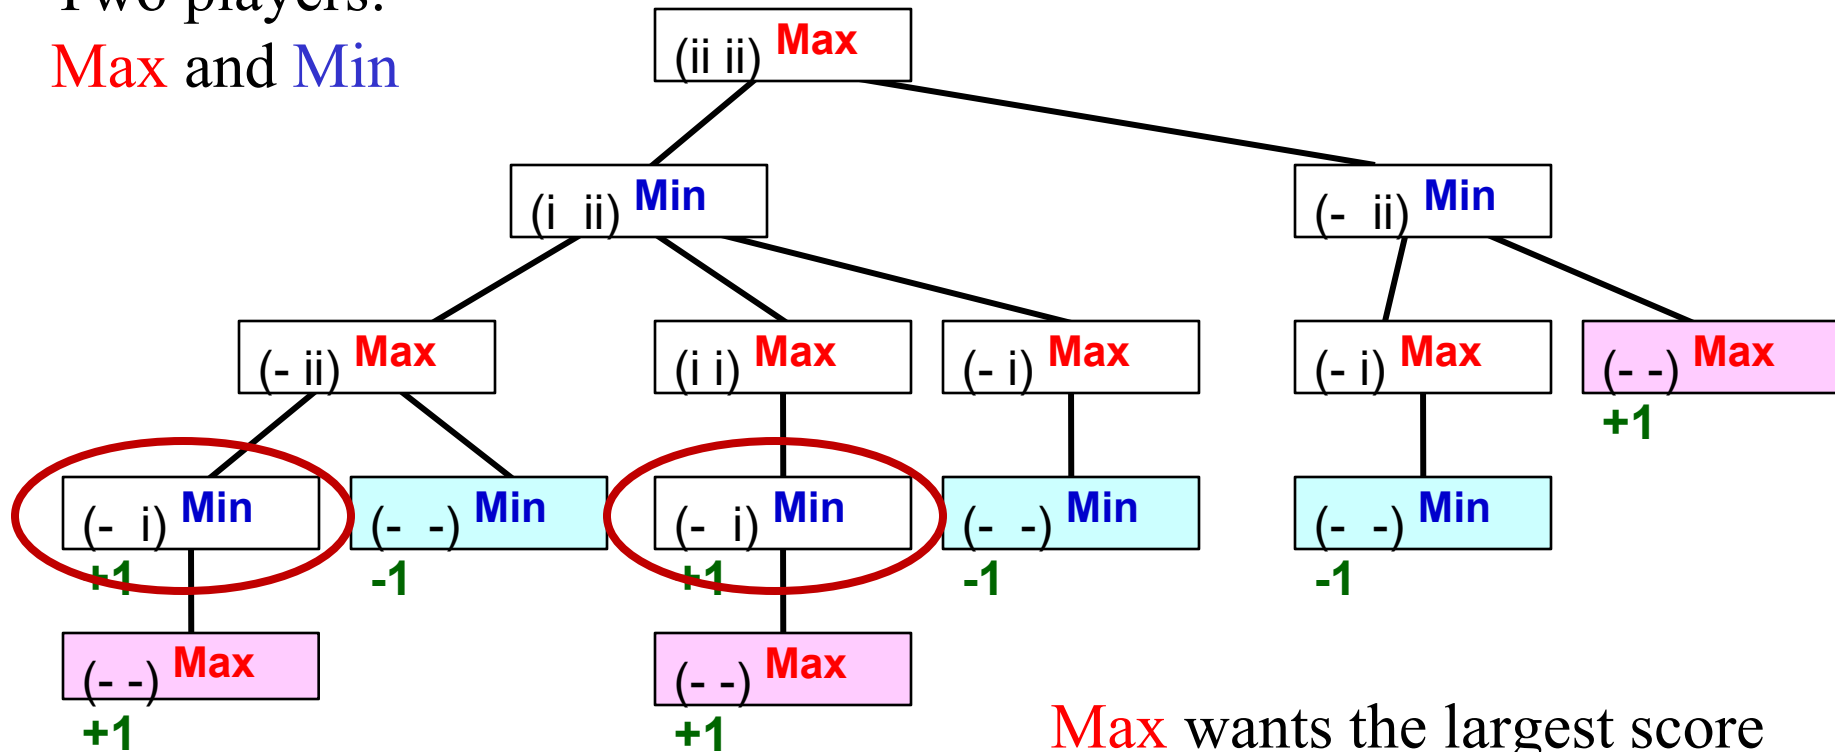 Two players:
Max and Min
(ii ii) Max
(i ii) Min
(- ii) Min
(- ii) Max
(i i) Max
(- i) Max
(- i) Max
(- -) Max
+1
(- i) Min
+1
(- -) Min
-1
(- i) Min
+1
(- -) Min
-1
(- -) Min
-1
(- -) Max
+1
(- -) Max
+1
Max wants the largest score